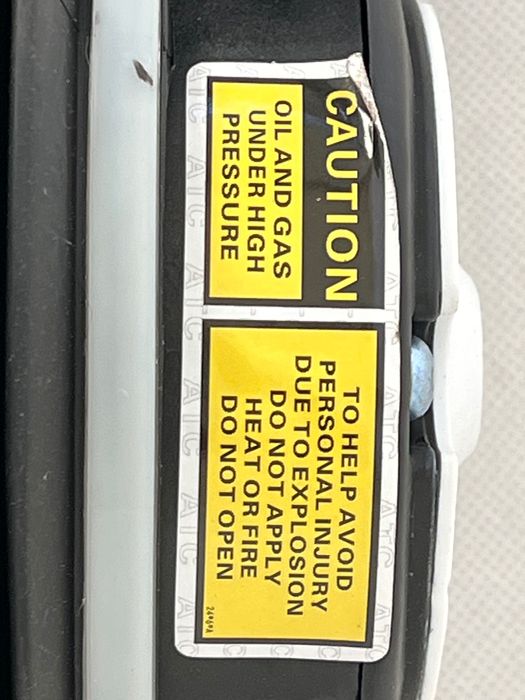 CAUTION
OIL AND GAS
UNDER HIGH
PRESSURE
TO HELP AVOID
PERSONAL INJURY
DUE TO EXPLOSION
DO NOT APPLY
HEAT OR FIRE
DO NOT OPEN
ATC